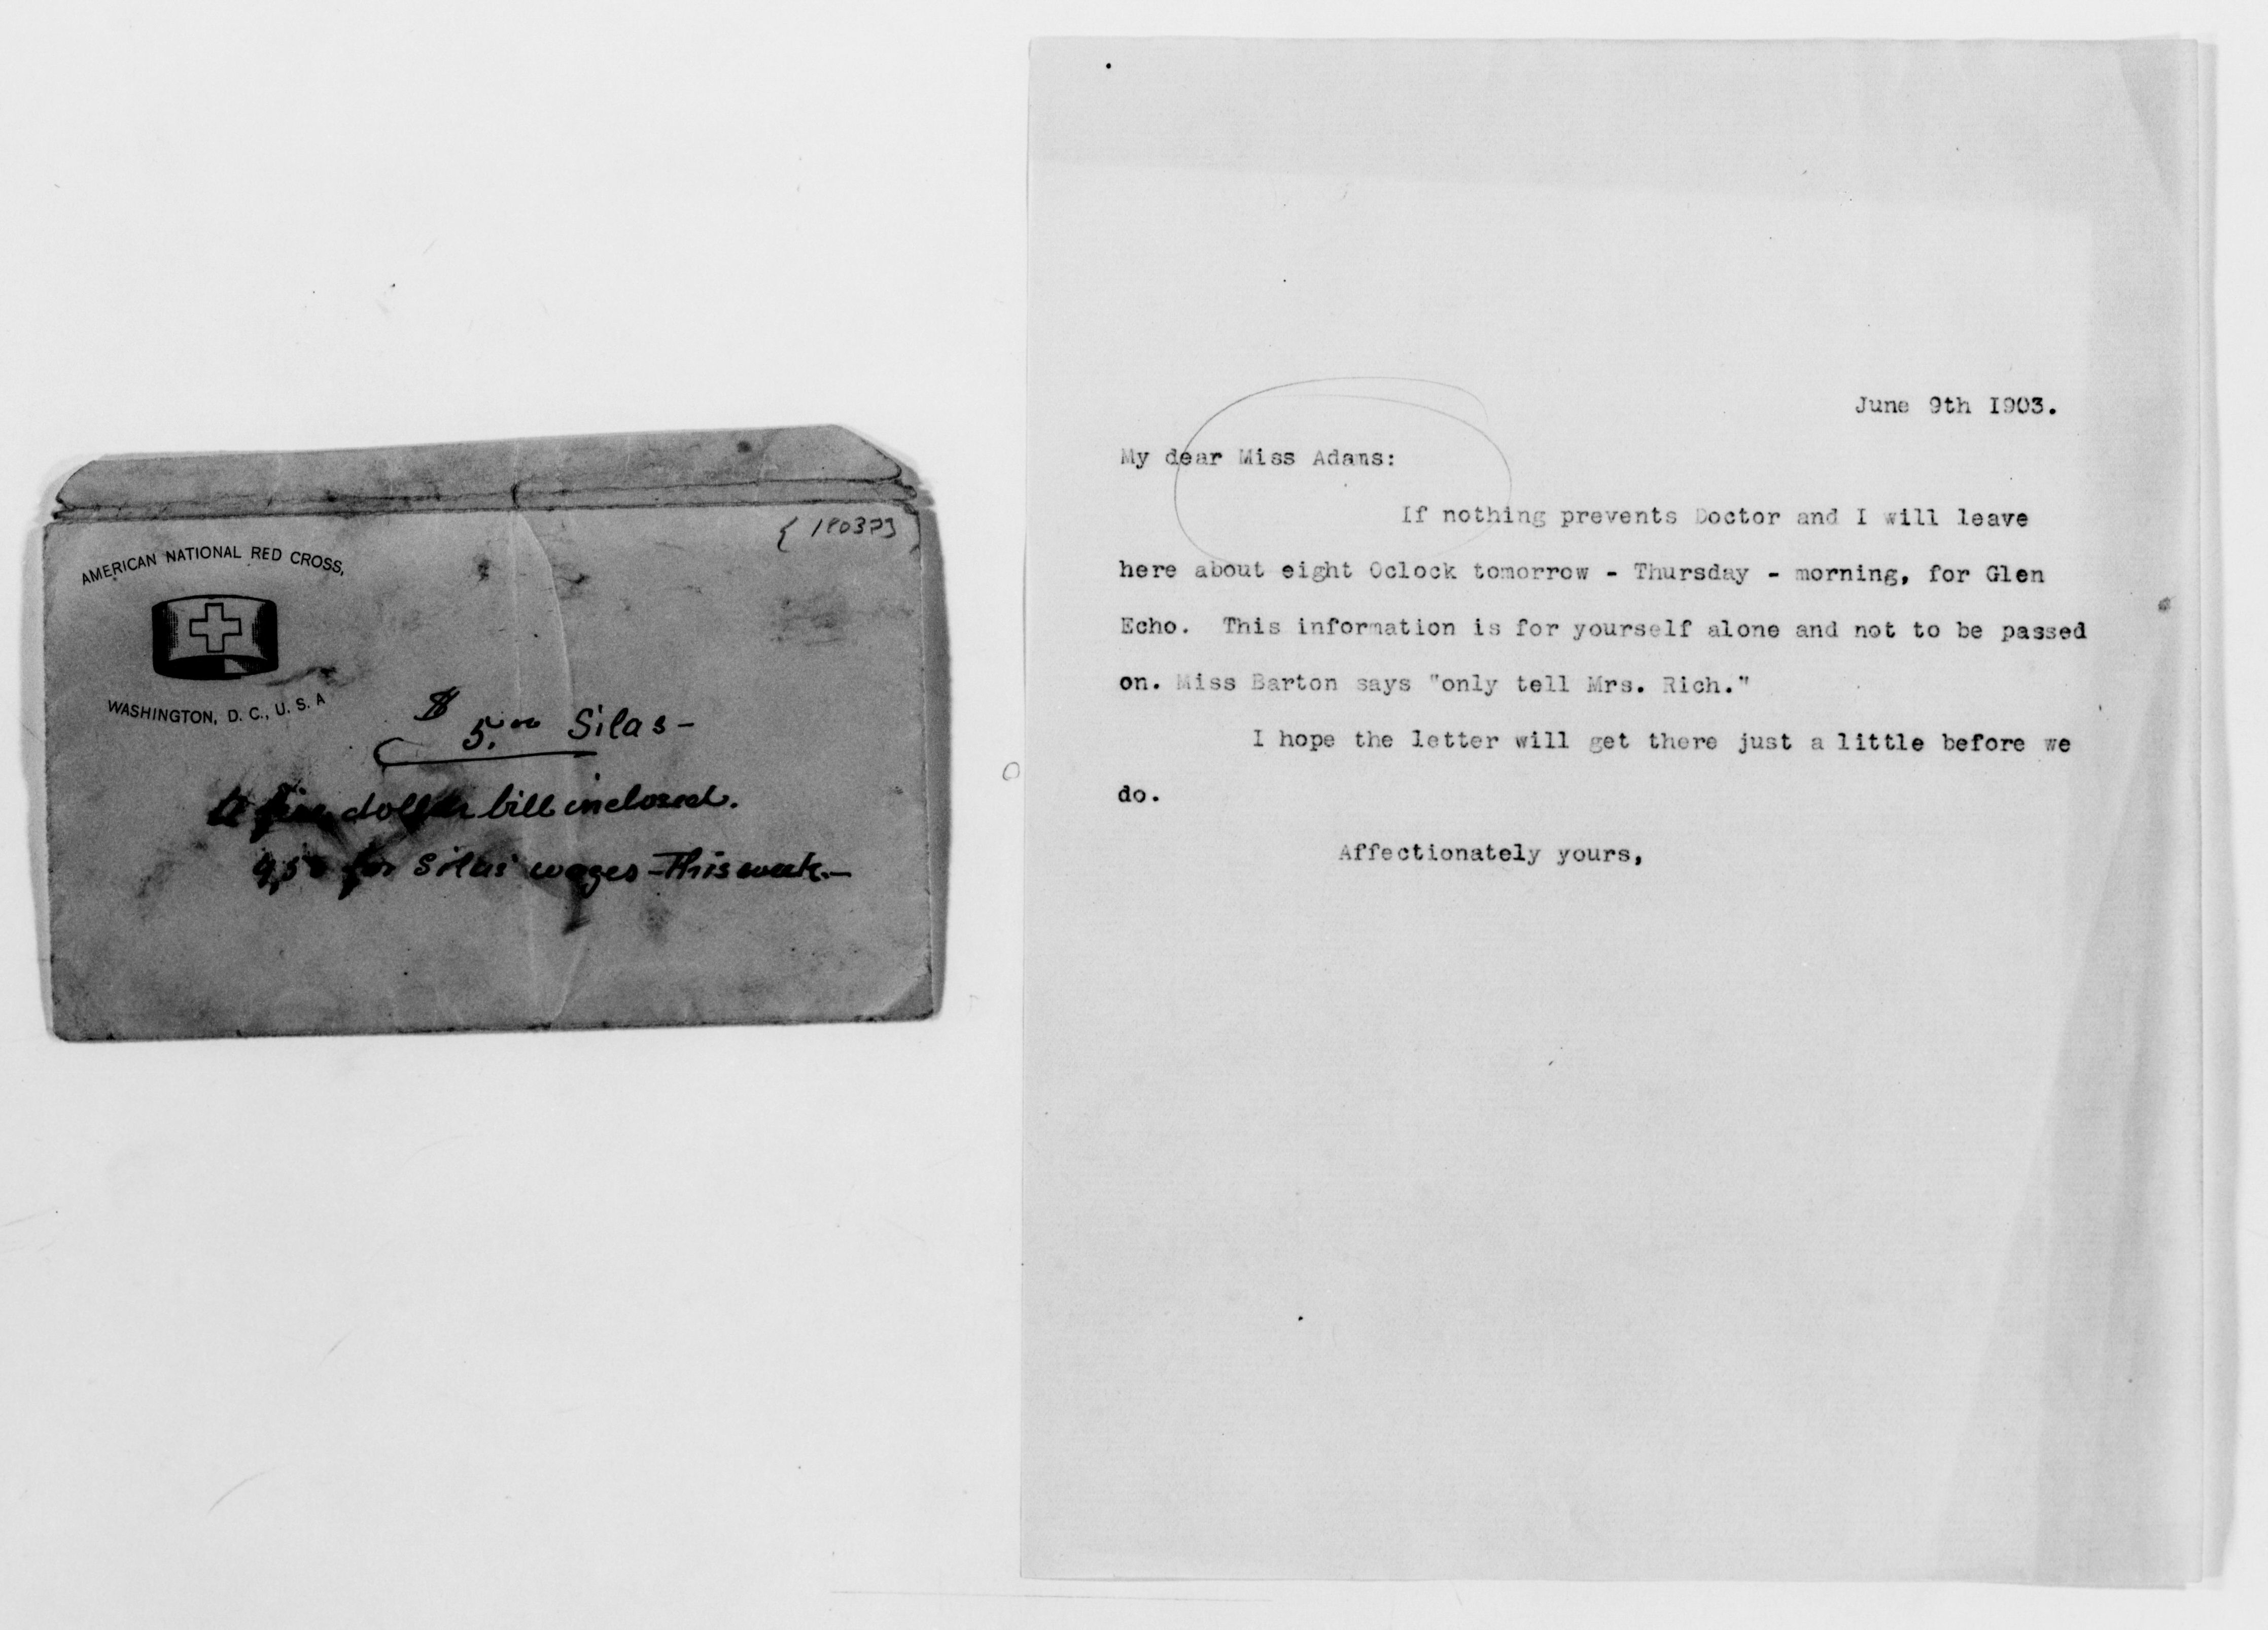 { 1903?]
AMERICAN NATIONAL RED CROSS,
WASHINGTON, D. C., U. S. A
$ 5.00 Silas-
A five dollar bill inclosed.
4,50 for Silas' wages - This week.-
June 9th I903.
My dear Miss Adams:
If nothing prevents Doctor and I will leave
here about eight Oclock tomorrow - Thursday - morning, for Glen
Echo. This information is for yourself alone and not to be passed
on. Miss Barton says "only tell Mrs. Rich."
I hope the letter will get there just a little before we
do.
Affectionately yours,